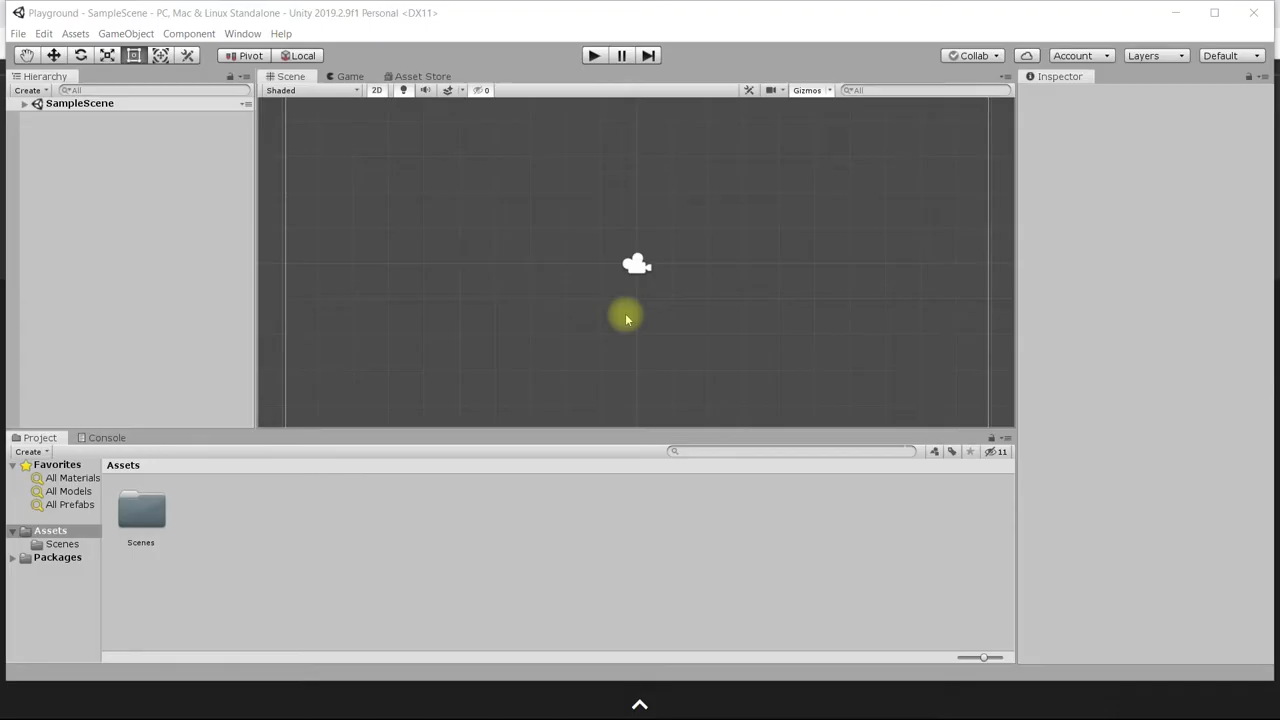 Playground - SampleScene - PC, Mac & Linux Standalone - Unity 2019.2.9f1 Personal <DX11>
File Edit Assets GameObject Component Window Help
Pivot Local Collab Account Layers Default
Hierarchy Scene Game Asset Store Inspector
Create All Shaded 2D 0 Gizmos All
SampleScene
Project Console
Create 11
Favorites Assets
All Materials
All Models
All Prefabs
Assets
Scenes Scenes
Packages